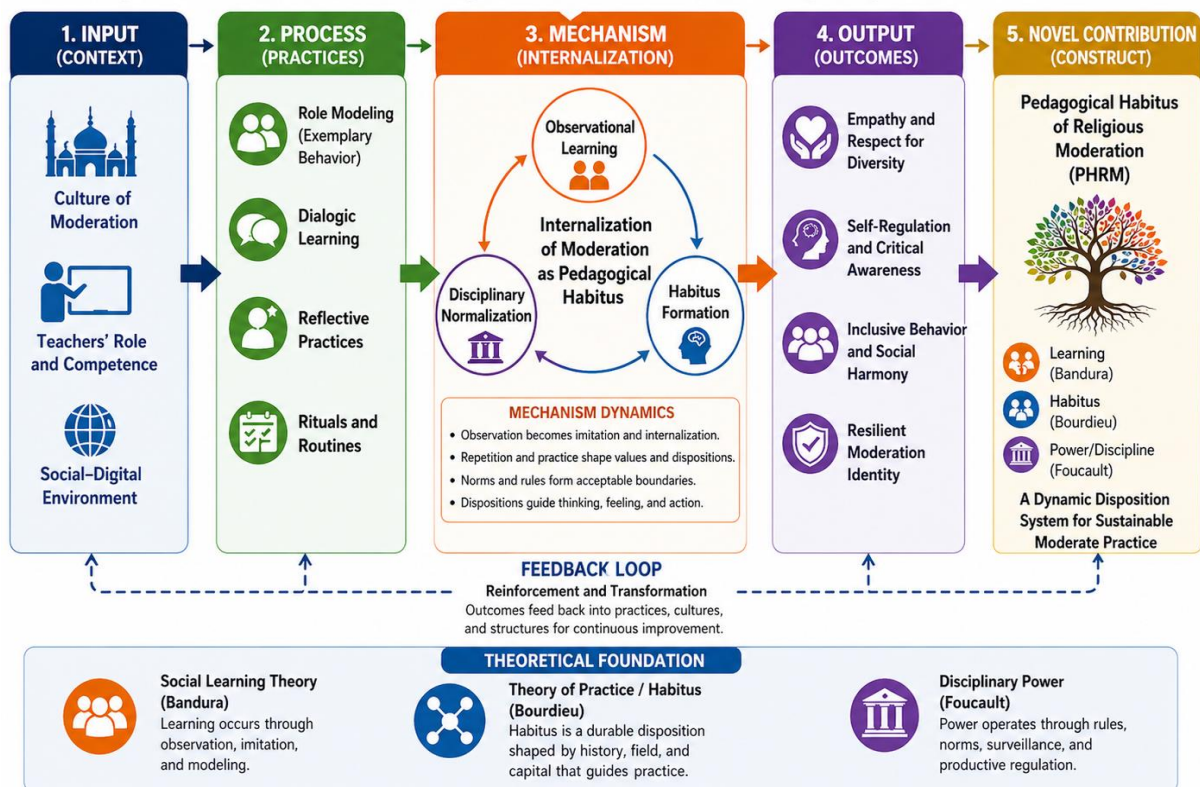 1. INPUT
(CONTEXT)
Culture of
Moderation
Teachers' Role
and Competence
Social–Digital
Environment
2. PROCESS
(PRACTICES)
Role Modeling
(Exemplary
Behavior)
Dialogic
Learning
Reflective
Practices
Rituals and
Routines
3. MECHANISM
(INTERNALIZATION)
Observational
Learning
Internalization
of Moderation
as Pedagogical
Habitus
Disciplinary
Normalization
Habitus
Formation
MECHANISM DYNAMICS
• Observation becomes imitation and internalization.
• Repetition and practice shape values and dispositions.
• Norms and rules form acceptable boundaries.
• Dispositions guide thinking, feeling, and action.
4. OUTPUT
(OUTCOMES)
Empathy and
Respect for
Diversity
Self-Regulation
and Critical
Awareness
Inclusive Behavior
and Social
Harmony
Resilient
Moderation
Identity
5. NOVEL CONTRIBUTION
(CONSTRUCT)
Pedagogical Habitus
of Religious
Moderation
(PHRM)
Learning
(Bandura)
Habitus
(Bourdieu)
Power/Discipline
(Foucault)
A Dynamic Disposition
System for Sustainable
Moderate Practice
FEEDBACK LOOP
Reinforcement and Transformation
Outcomes feed back into practices, cultures,
and structures for continuous improvement.
THEORETICAL FOUNDATION
Social Learning Theory
(Bandura)
Learning occurs through
observation, imitation,
and modeling.
Theory of Practice / Habitus
(Bourdieu)
Habitus is a durable disposition
shaped by history, field, and
capital that guides practice.
Disciplinary Power
(Foucault)
Power operates through rules,
norms, surveillance, and
productive regulation.